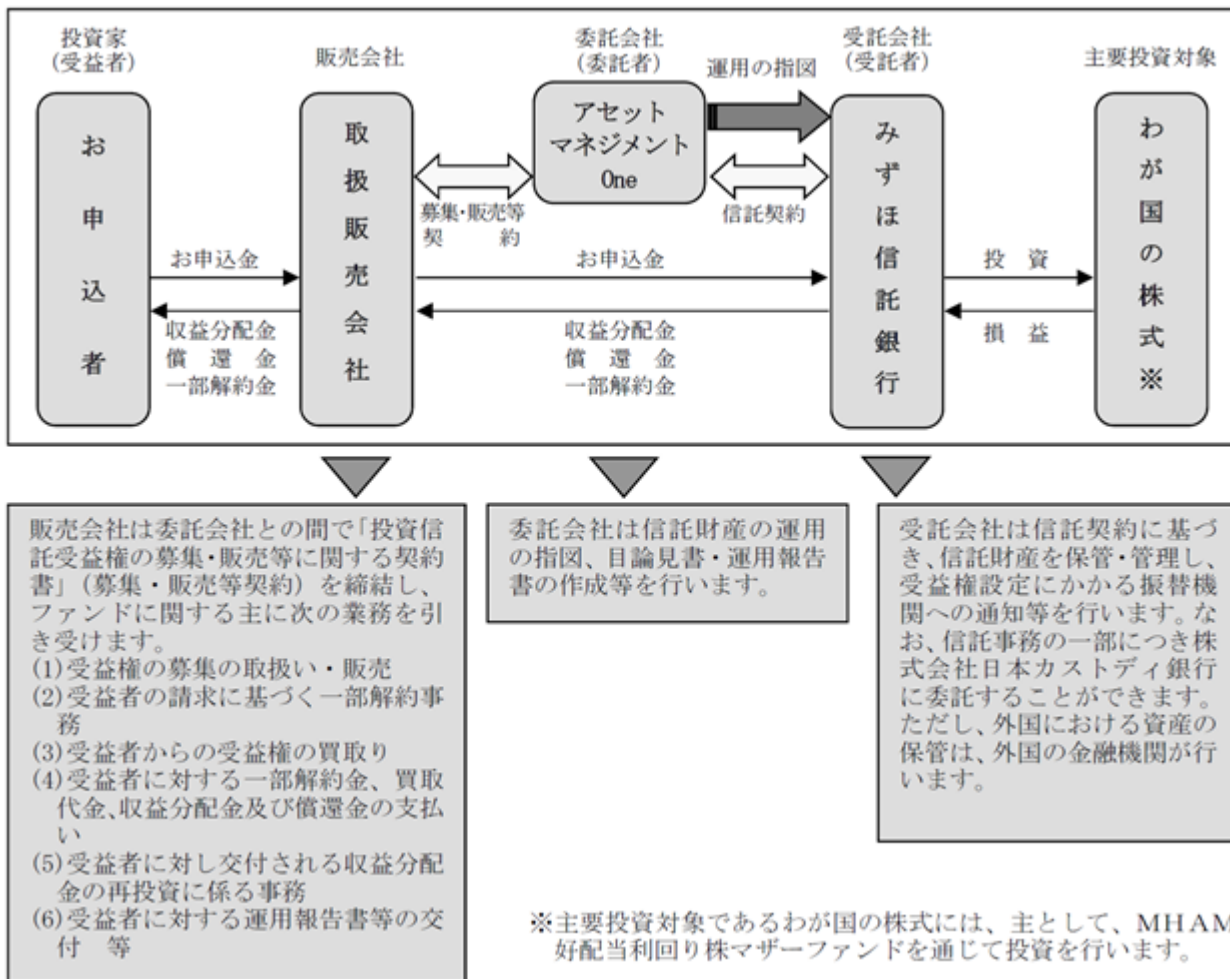 投資家
(受益者)
販売会社
委託会社
(委託者)
運用の指図
受託会社
(受託者)
主要投資対象
お申込者
取扱販売会社
アセット
マネジメント
One
みずほ信託銀行
わが国の株式※
募集・販売等
契　　　約
信託契約
お申込金
お申込金
投　資
収益分配金
償　還　金
一部解約金
収益分配金
償　還　金
一部解約金
損　益
販売会社は委託会社との間で「投資信
託受益権の募集・販売等に関する契約
書」（募集・販売等契約）を締結し、
ファンドに関する主に次の業務を引
き受けます。
(1)受益権の募集の取扱い・販売
(2)受益者の請求に基づく一部解約事
務
(3)受益者からの受益権の買取り
(4)受益者に対する一部解約金、買取
代金、収益分配金及び償還金の支払
い
(5)受益者に対し交付される収益分配
金の再投資に係る事務
(6)受益者に対する運用報告書等の交
付　等
委託会社は信託財産の運用
の指図、目論見書・運用報告
書の作成等を行います。
受託会社は信託契約に基づ
き、信託財産を保管・管理し、
受益権設定にかかる振替機
関への通知等を行います。な
お、信託事務の一部につき株
式会社日本カストディ銀行
に委託することができます。
ただし、外国における資産の
保管は、外国の金融機関が行
います。
※主要投資対象であるわが国の株式には、主として、ＭＨＡＭ
好配当利回り株マザーファンドを通じて投資を行います。